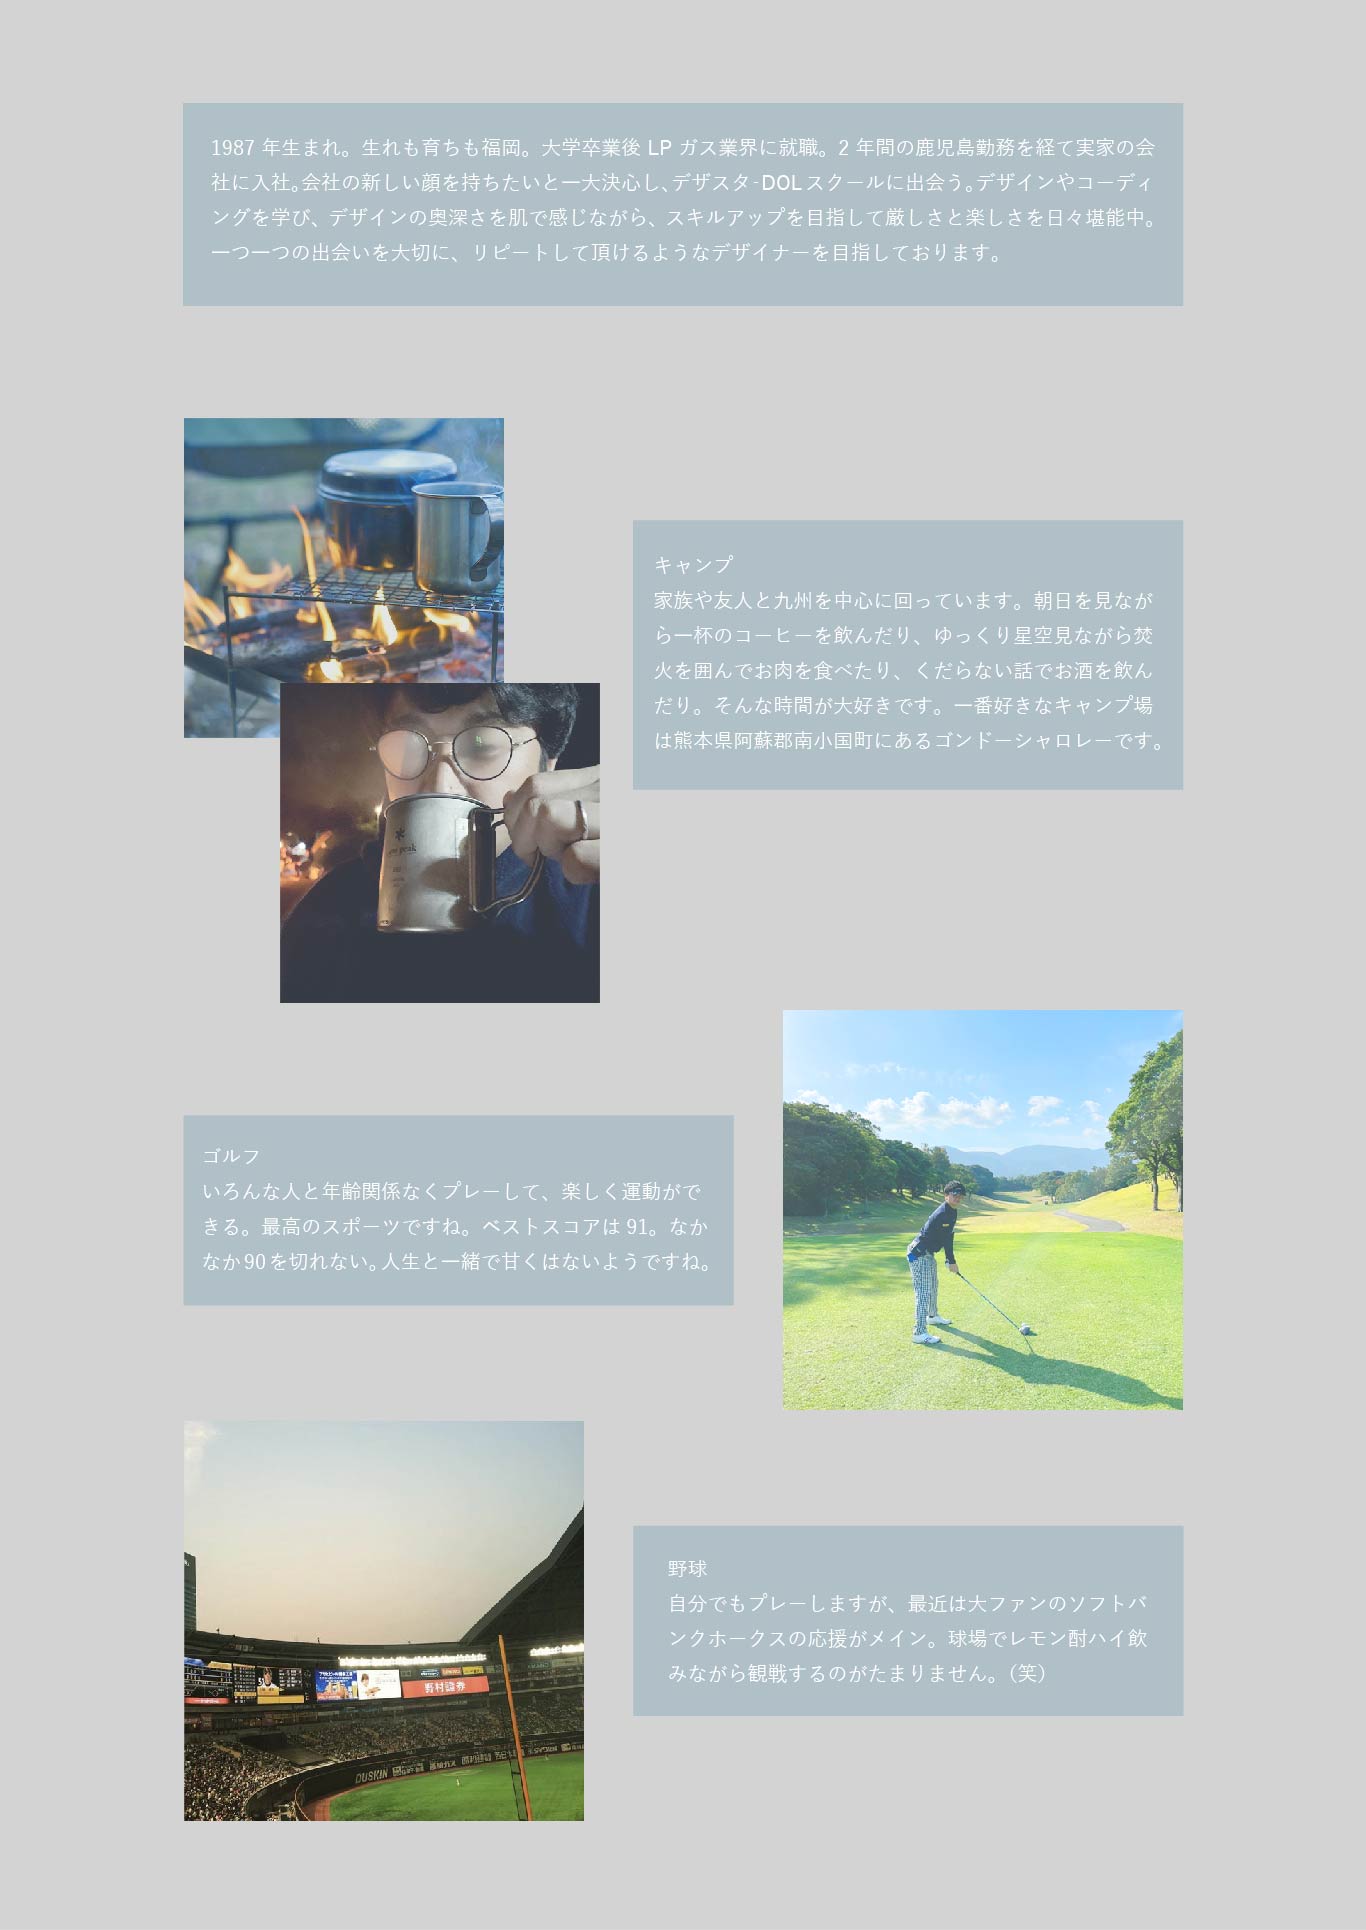 1987 年生まれ。生れも育ちも福岡。大学卒業後 LP ガス業界に就職。2 年間の鹿児島勤務を経て実家の会
社に入社。会社の新しい顔を持ちたいと一大決心し、デザスタ-DOLスクールに出会う。デザインやコーディ
ングを学び、デザインの奥深さを肌で感じながら、スキルアップを目指して厳しさと楽しさを日々堪能中。
一つ一つの出会いを大切に、リピートして頂けるようなデザイナーを目指しております。
キャンプ
家族や友人と九州を中心に回っています。朝日を見なが
ら一杯のコーヒーを飲んだり、ゆっくり星空見ながら焚
火を囲んでお肉を食べたり、くだらない話でお酒を飲ん
だり。そんな時間が大好きです。一番好きなキャンプ場
は熊本県阿蘇郡南小国町にあるゴンドーシャロレーです。
peak
ゴルフ
いろんな人と年齢関係なくプレーして、楽しく運動がで
きる。最高のスポーツですね。ベストスコアは 91。なか
なか90を切れない。人生と一緒で甘くはないようですね。
野球
自分でもプレーしますが、最近は大ファンのソフトバ
ンクホークスの応援がメイン。球場でレモン酎ハイ飲
みながら観戦するのがたまりません。（笑）
野村證券
DUSKIN